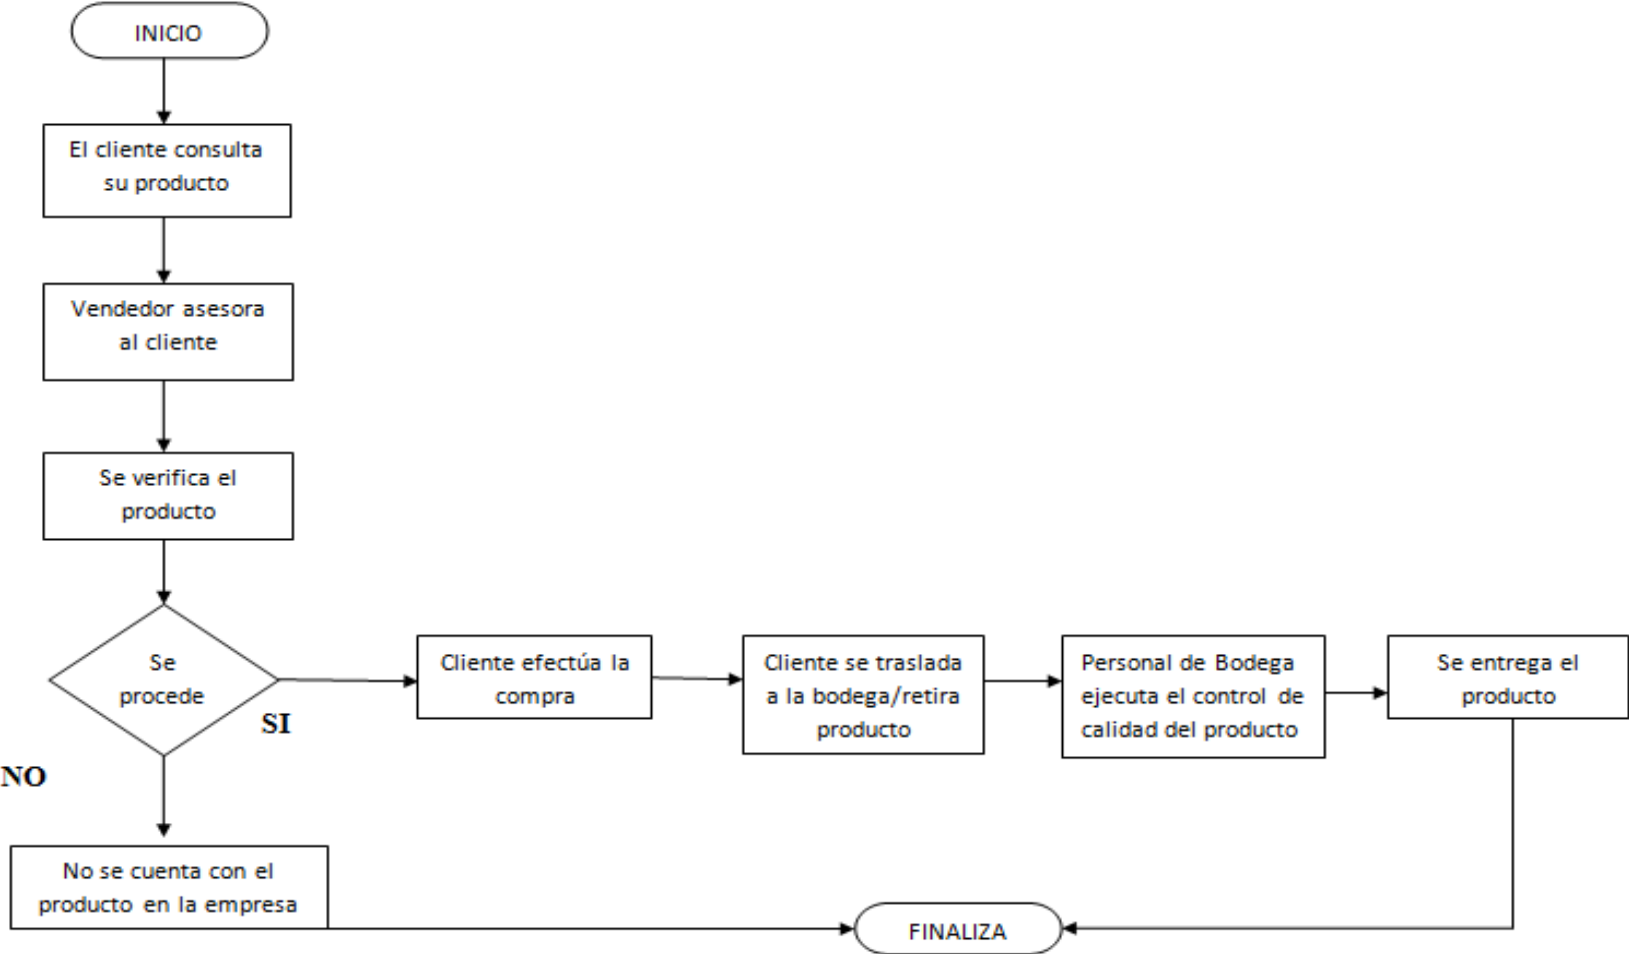 INICIO
El cliente consulta
su producto
Vendedor asesora
al cliente
Se verifica el
producto
Se
procede
SI
NO
Cliente efectúa la
compra
Cliente se traslada
a la bodega/retira
producto
Personal de Bodega
ejecuta el control de
calidad del producto
Se entrega el
producto
No se cuenta con el
producto en la empresa
FINALIZA